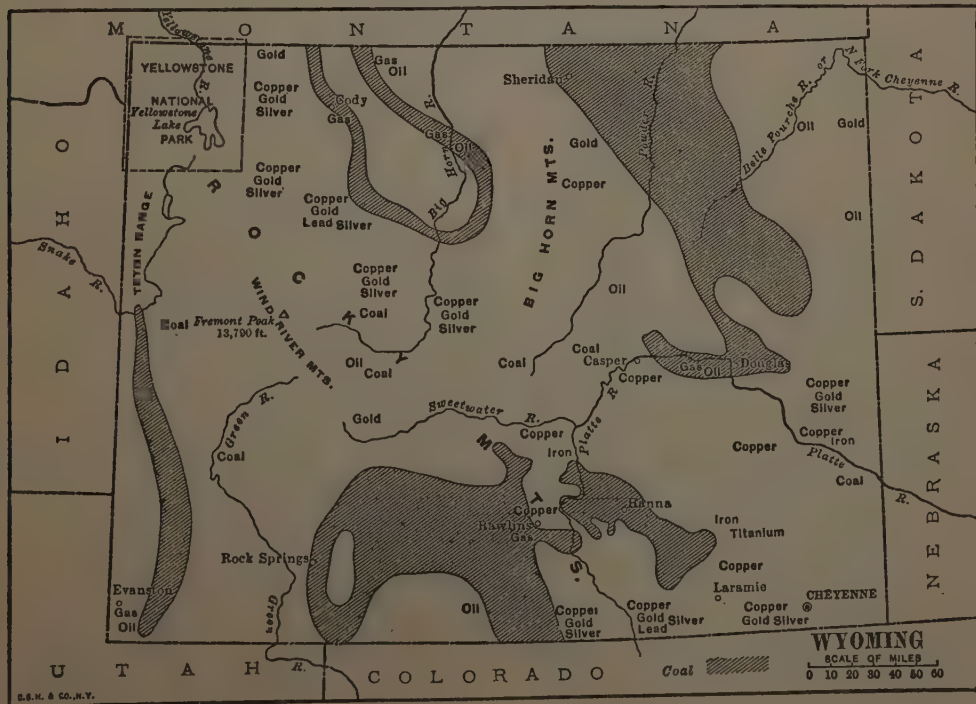 M O N T A N A
Yellowstone R.
YELLOWSTONE
NATIONAL
Yellowstone
Lake
PARK
Gold
Copper
Gold
Silver
Cody
Gas
Gas
Oil
Big Horn R.
Gas
Oil
Sheridan
Powder R.
Belle Fourche R. or N Fork Cheyenne R.
Oil
Gold
Oil
Copper
Gold
Silver
Copper
Gold
Lead Silver
Gold
Copper
BIG HORN MTS.
I D A H O
Snake R.
TETON RANGE
R O C K Y
M T S.
WIND RIVER MTS.
Coal
Fremont Peak
13,790 ft.
Copper
Gold
Silver
Coal
Copper
Gold
Silver
Oil
Coal
Oil
Coal
Coal
Casper
Copper
Gas
Oil
Douglas
S. D A K O T A
N E B R A S K A
Copper
Gold
Silver
Copper
Iron
Platte R.
Coal
Copper
Green R.
Coal
Gold
Sweetwater R.
Copper
Platte R
Iron
Copper
Rawlins
Gas
Hanna
Iron
Titanium
Copper
Laramie
CHEYENNE
Copper
Gold Silver
Rock Springs
Green R.
Evanston
Gas
Oil
Oil
Copper
Gold
Silver
Copper
Gold Silver
Lead
U T A H
C O L O R A D O
Coal
WYOMING
SCALE OF MILES
0 10 20 30 40 50 60
C.S.H. & CO., N.Y.